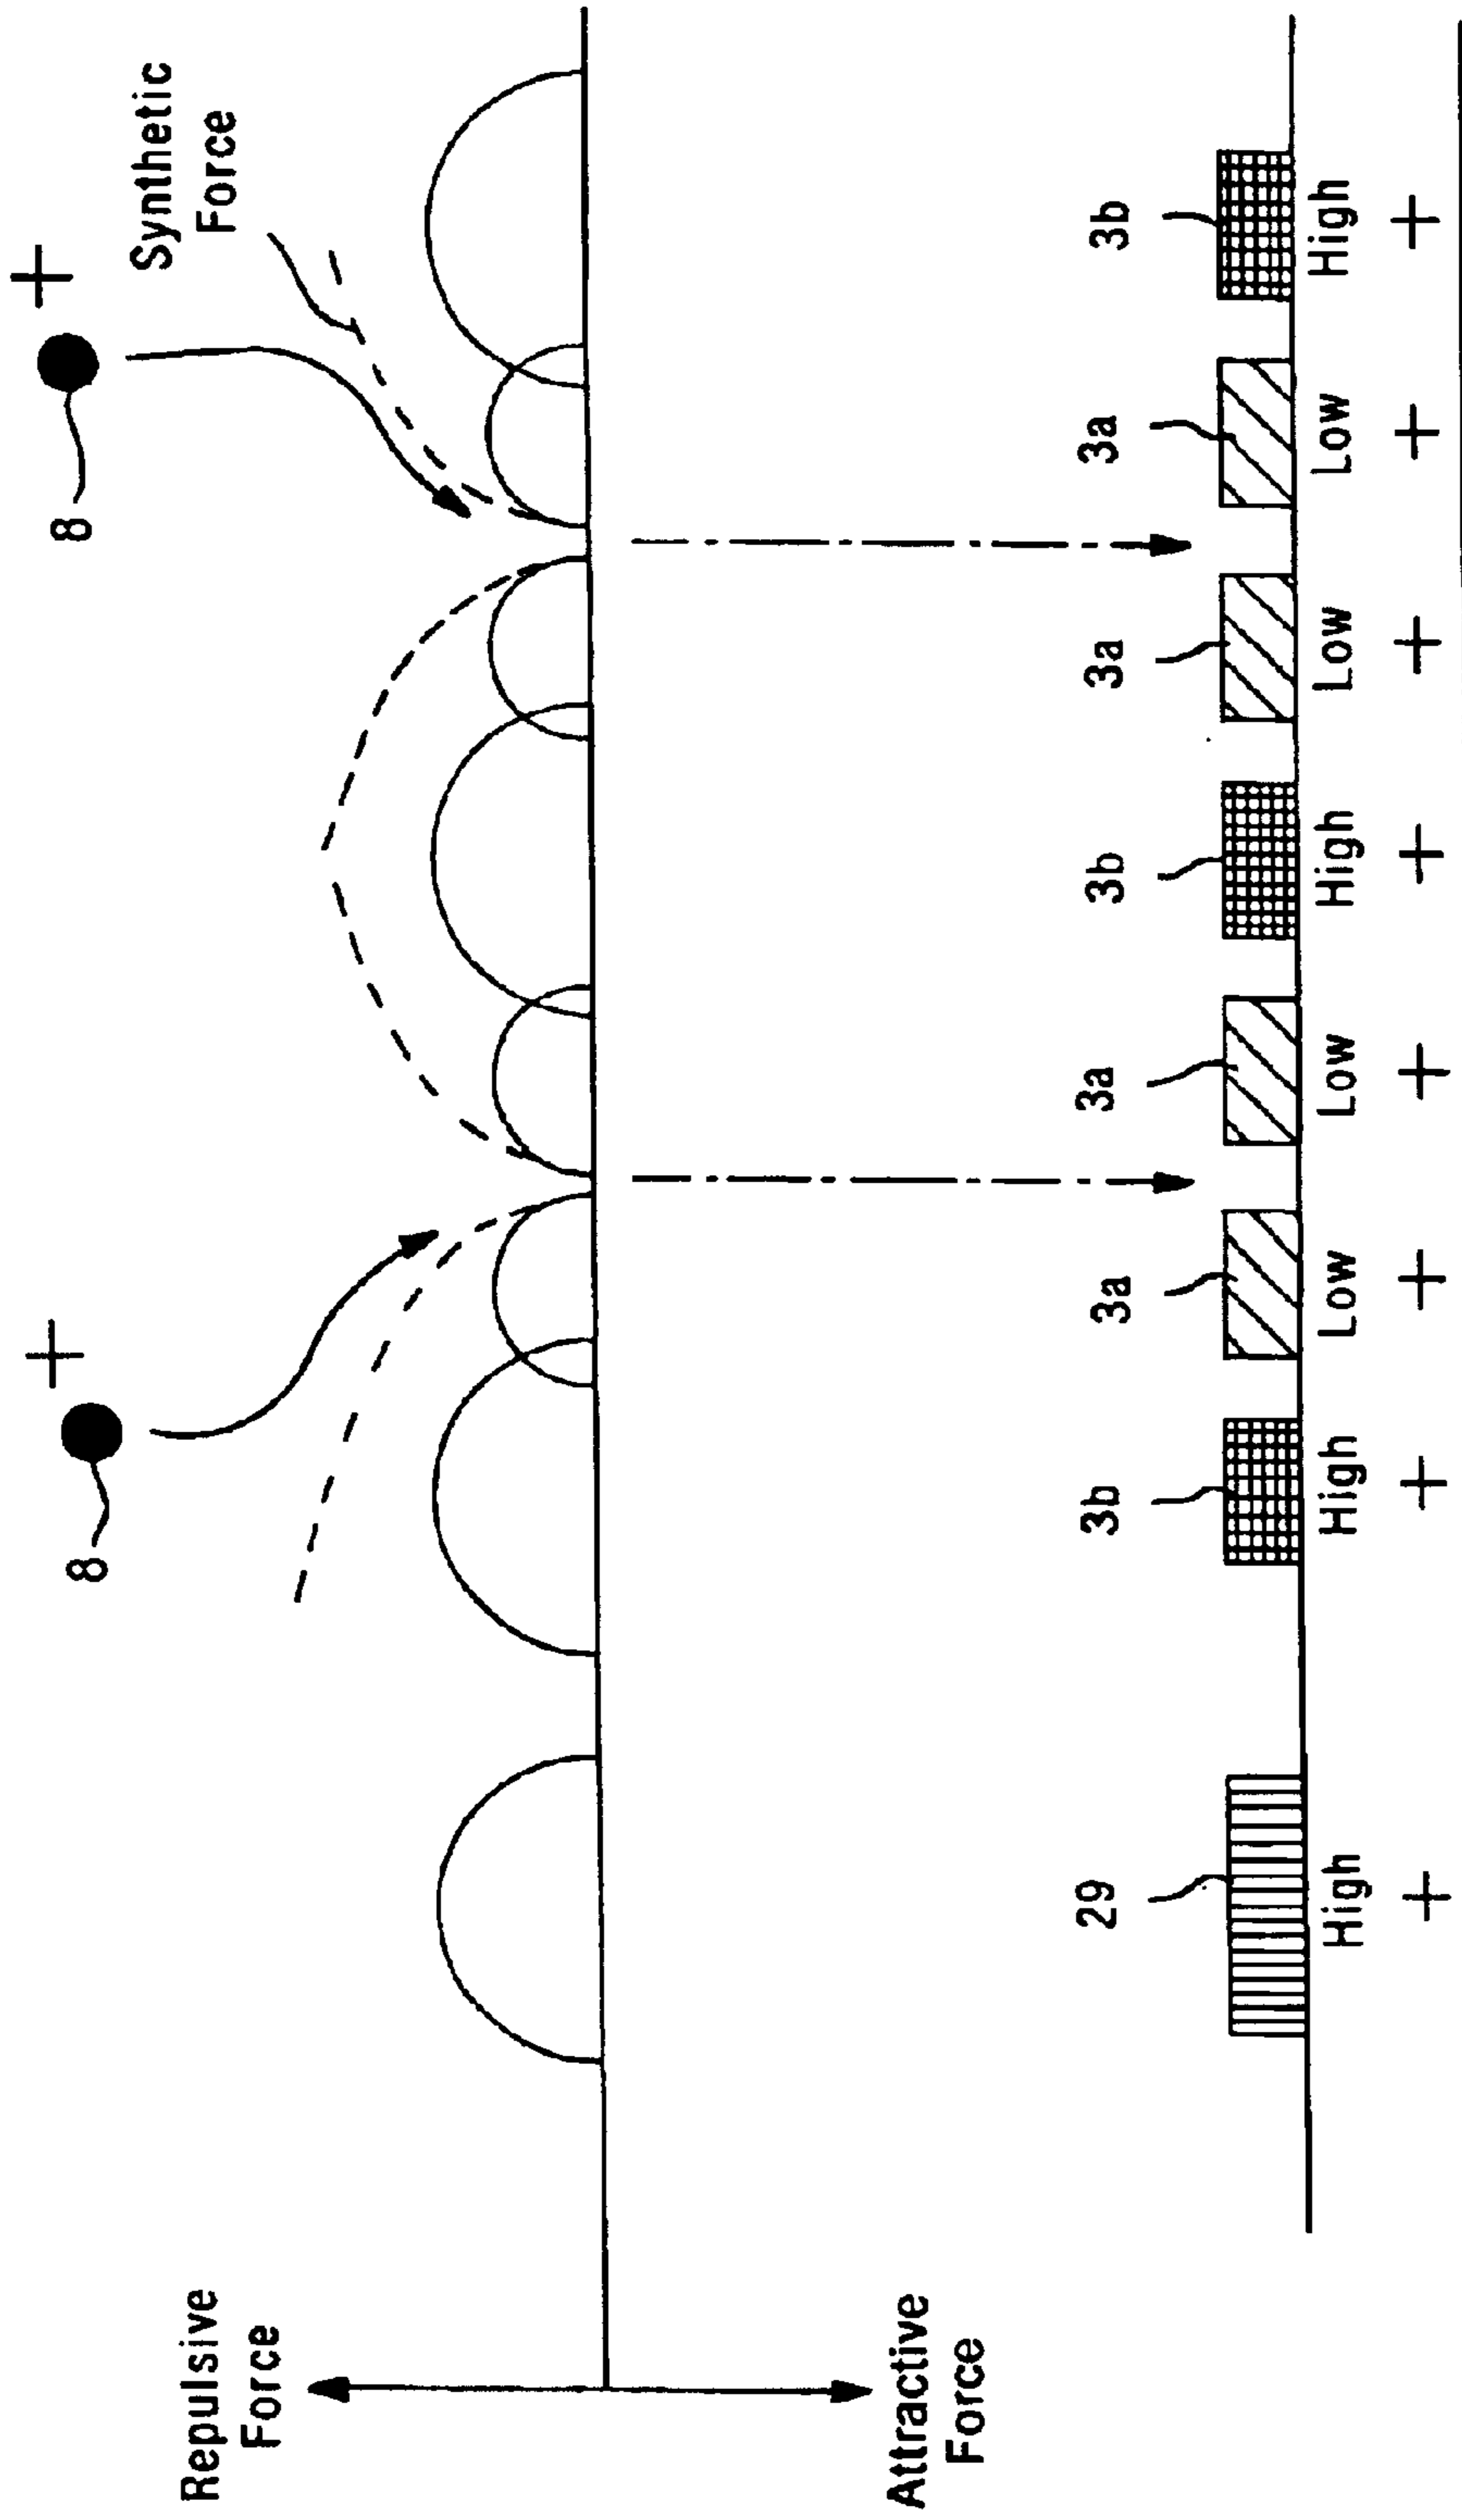 8 +
8 +
Synthetic
Force
Repulsive
Force
Attractive
Force
29 3b 3a 3a 3b 3a 3a 3b
High High Low Low High Low Low High
+ + + + + + + +